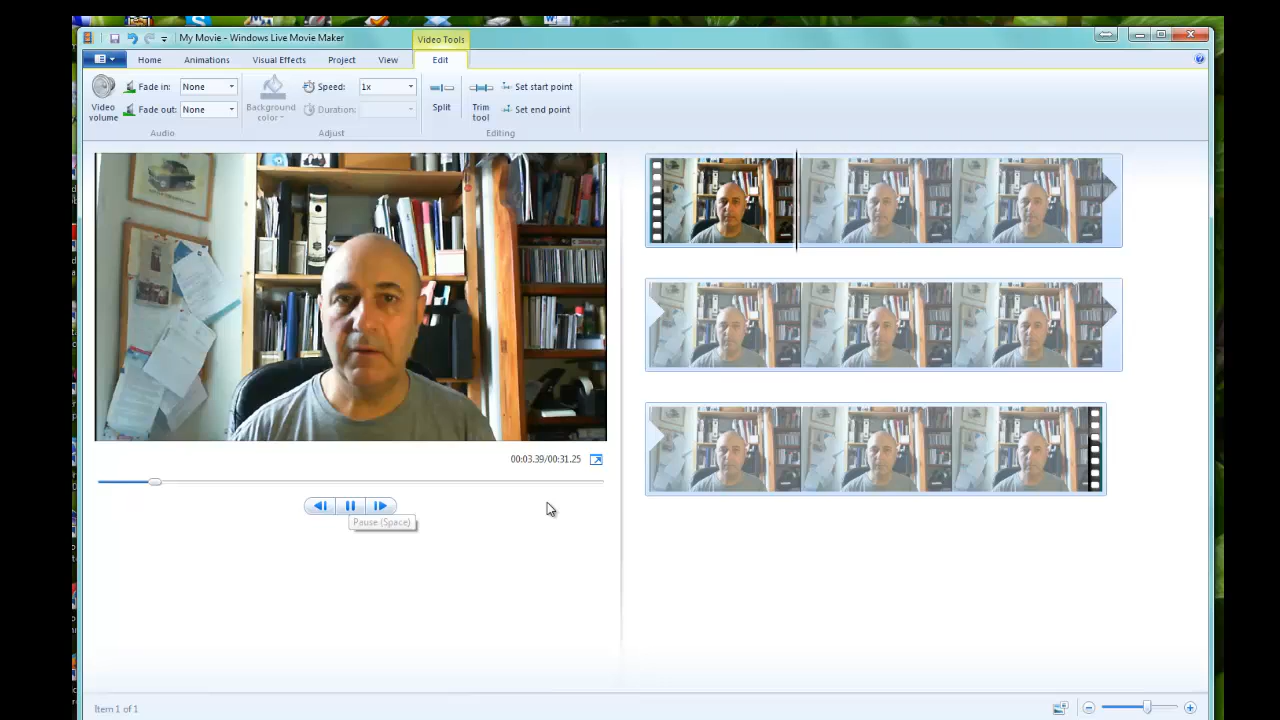 My Movie - Windows Live Movie Maker
Video Tools
Home Animations Visual Effects Project View Edit
Video volume
Fade in: None
Fade out: None
Audio
Background color
Speed: 1x
Duration:
Adjust
Split
Trim tool
Set start point
Set end point
Editing
00:03.39/00:31.25
Pause (Space)
Item 1 of 1